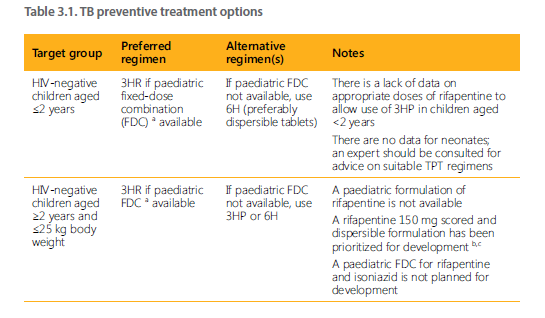 Table 3.1. TB preventive treatment options
Target group
Preferred
regimen
Alternative
regimen(s)
Notes
HIV-negative
children aged
≤2 years
3HR if paediatric
fixed-dose
combination
(FDC) a available
If paediatric FDC
not available, use
6H (preferably
dispersible tablets)
There is a lack of data on
appropriate doses of rifapentine to
allow use of 3HP in children aged
<2 years
There are no data for neonates;
an expert should be consulted for
advice on suitable TPT regimens
HIV-negative
children aged
≥2 years and
≤25 kg body
weight
3HR if paediatric
FDC a available
If paediatric FDC
not available, use
3HP or 6H
A paediatric formulation of
rifapentine is not available
A rifapentine 150 mg scored and
dispersible formulation has been
prioritized for development b,c
A paediatric FDC for rifapentine
and isoniazid is not planned for
development